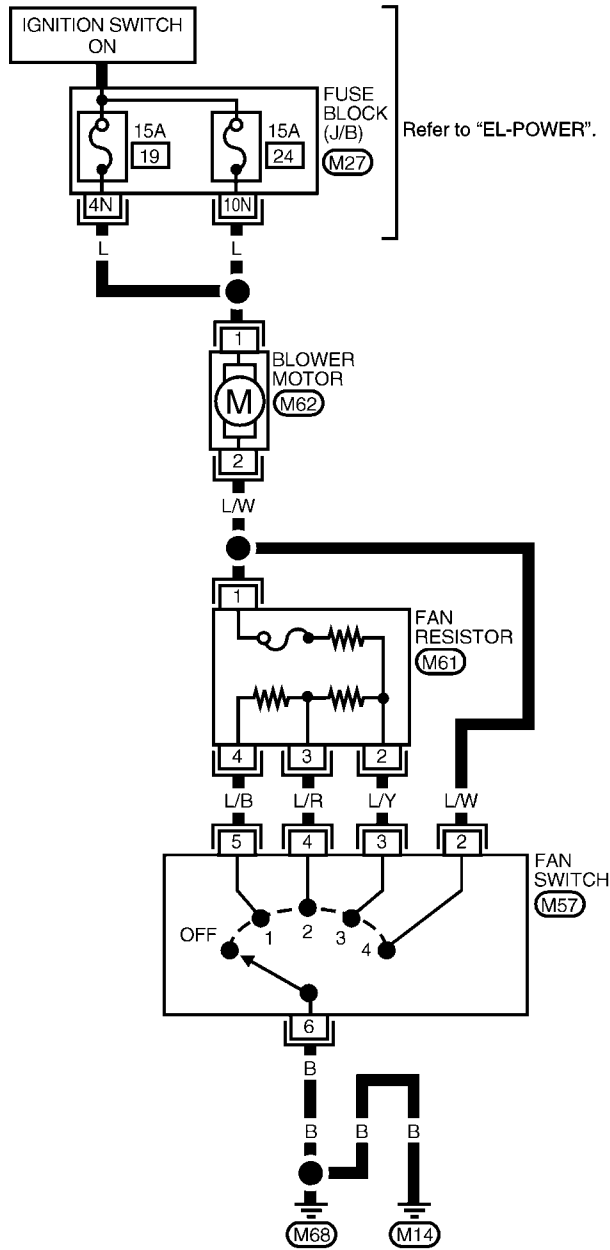 IGNITION SWITCH
ON
FUSE
BLOCK
(J/B)
M27
Refer to “EL-POWER”.
15A
19
15A
24
4N
10N
L
L
1
BLOWER
MOTOR
M62
M
2
L/W
1
FAN
RESISTOR
M61
4
3
2
L/B
L/R
L/Y
L/W
5
4
3
2
FAN
SWITCH
M57
OFF
1
2
3
4
6
B
B
B
B
M68
M14